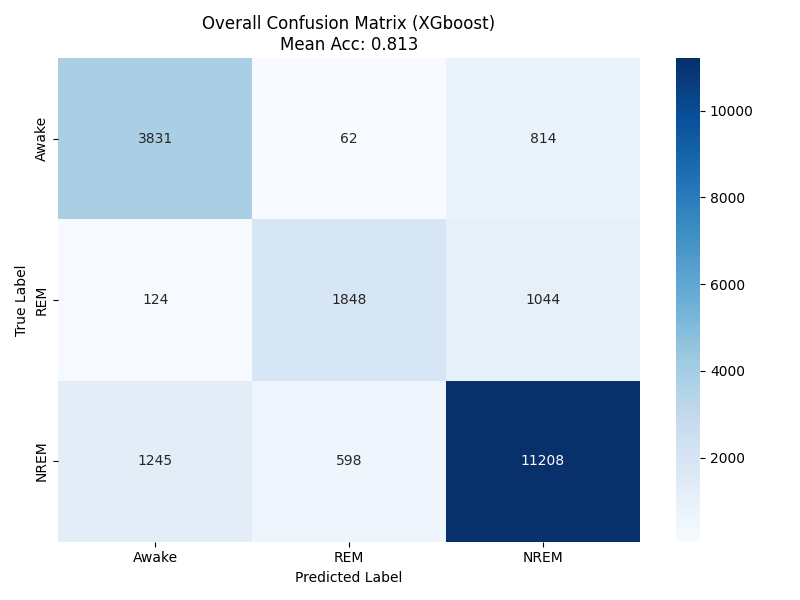 Overall Confusion Matrix (XGboost)
Mean Acc: 0.813
True Label
Awake
REM
NREM
3831 62 814
124 1848 1044
1245 598 11208
Awake REM NREM
Predicted Label
10000
8000
6000
4000
2000